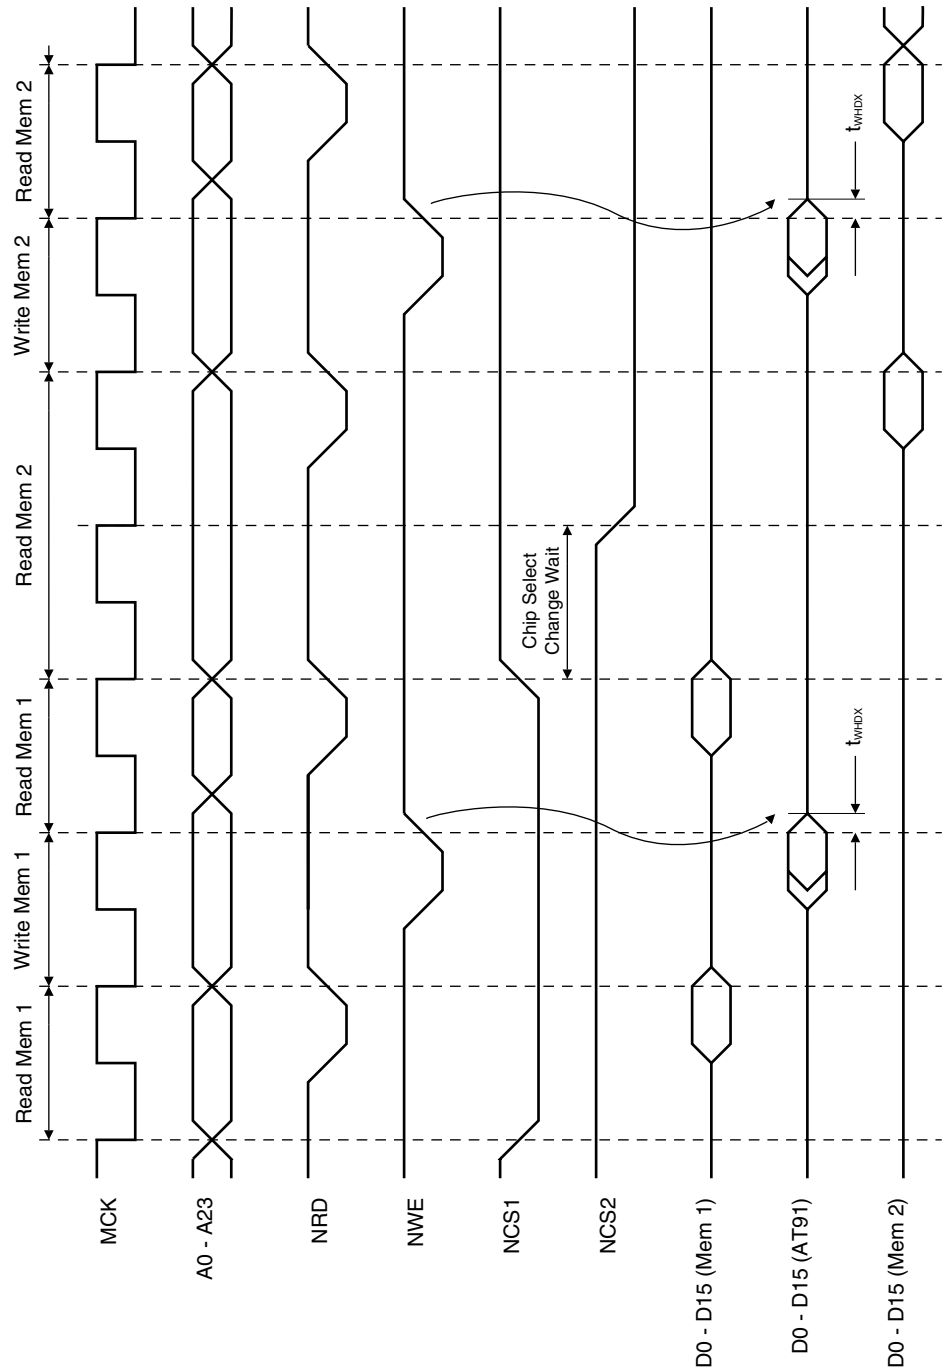 Read Mem 1
Write Mem 1
Read Mem 1
Read Mem 2
Write Mem 2
Read Mem 2
MCK
A0 - A23
NRD
NWE
NCS1
Chip Select
Change Wait
NCS2
D0 - D15 (Mem 1)
D0 - D15 (AT91)
tWHDX
tWHDX
D0 - D15 (Mem 2)